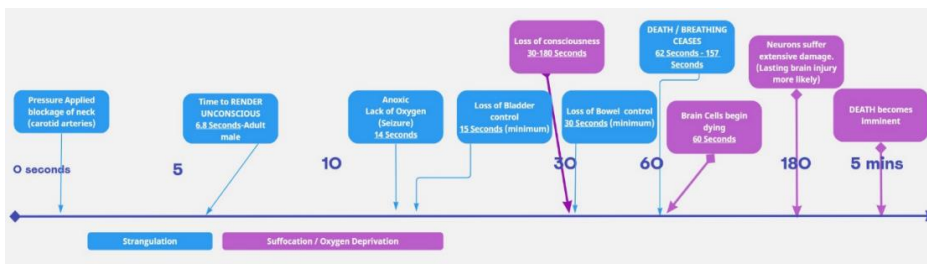 Pressure Applied
blockage of neck
(carotid arteries)
Time to RENDER
UNCONSCIOUS
6.8 Seconds-Adult
male
Anoxic
Lack of Oxygen
(Seizure)
14 Seconds
Loss of Bladder
control
15 Seconds (minimum)
Loss of consciousness
30-180 Seconds
Loss of Bowel control
30 Seconds (minimum)
DEATH / BREATHING
CEASES
62 Seconds - 157
Seconds
Brain Cells begin
dying
60 Seconds
Neurons suffer
extensive damage.
(Lasting brain injury
more likely)
DEATH becomes
imminent
0 seconds
5
10
30
60
180
5 mins
Strangulation
Suffocation / Oxygen Deprivation